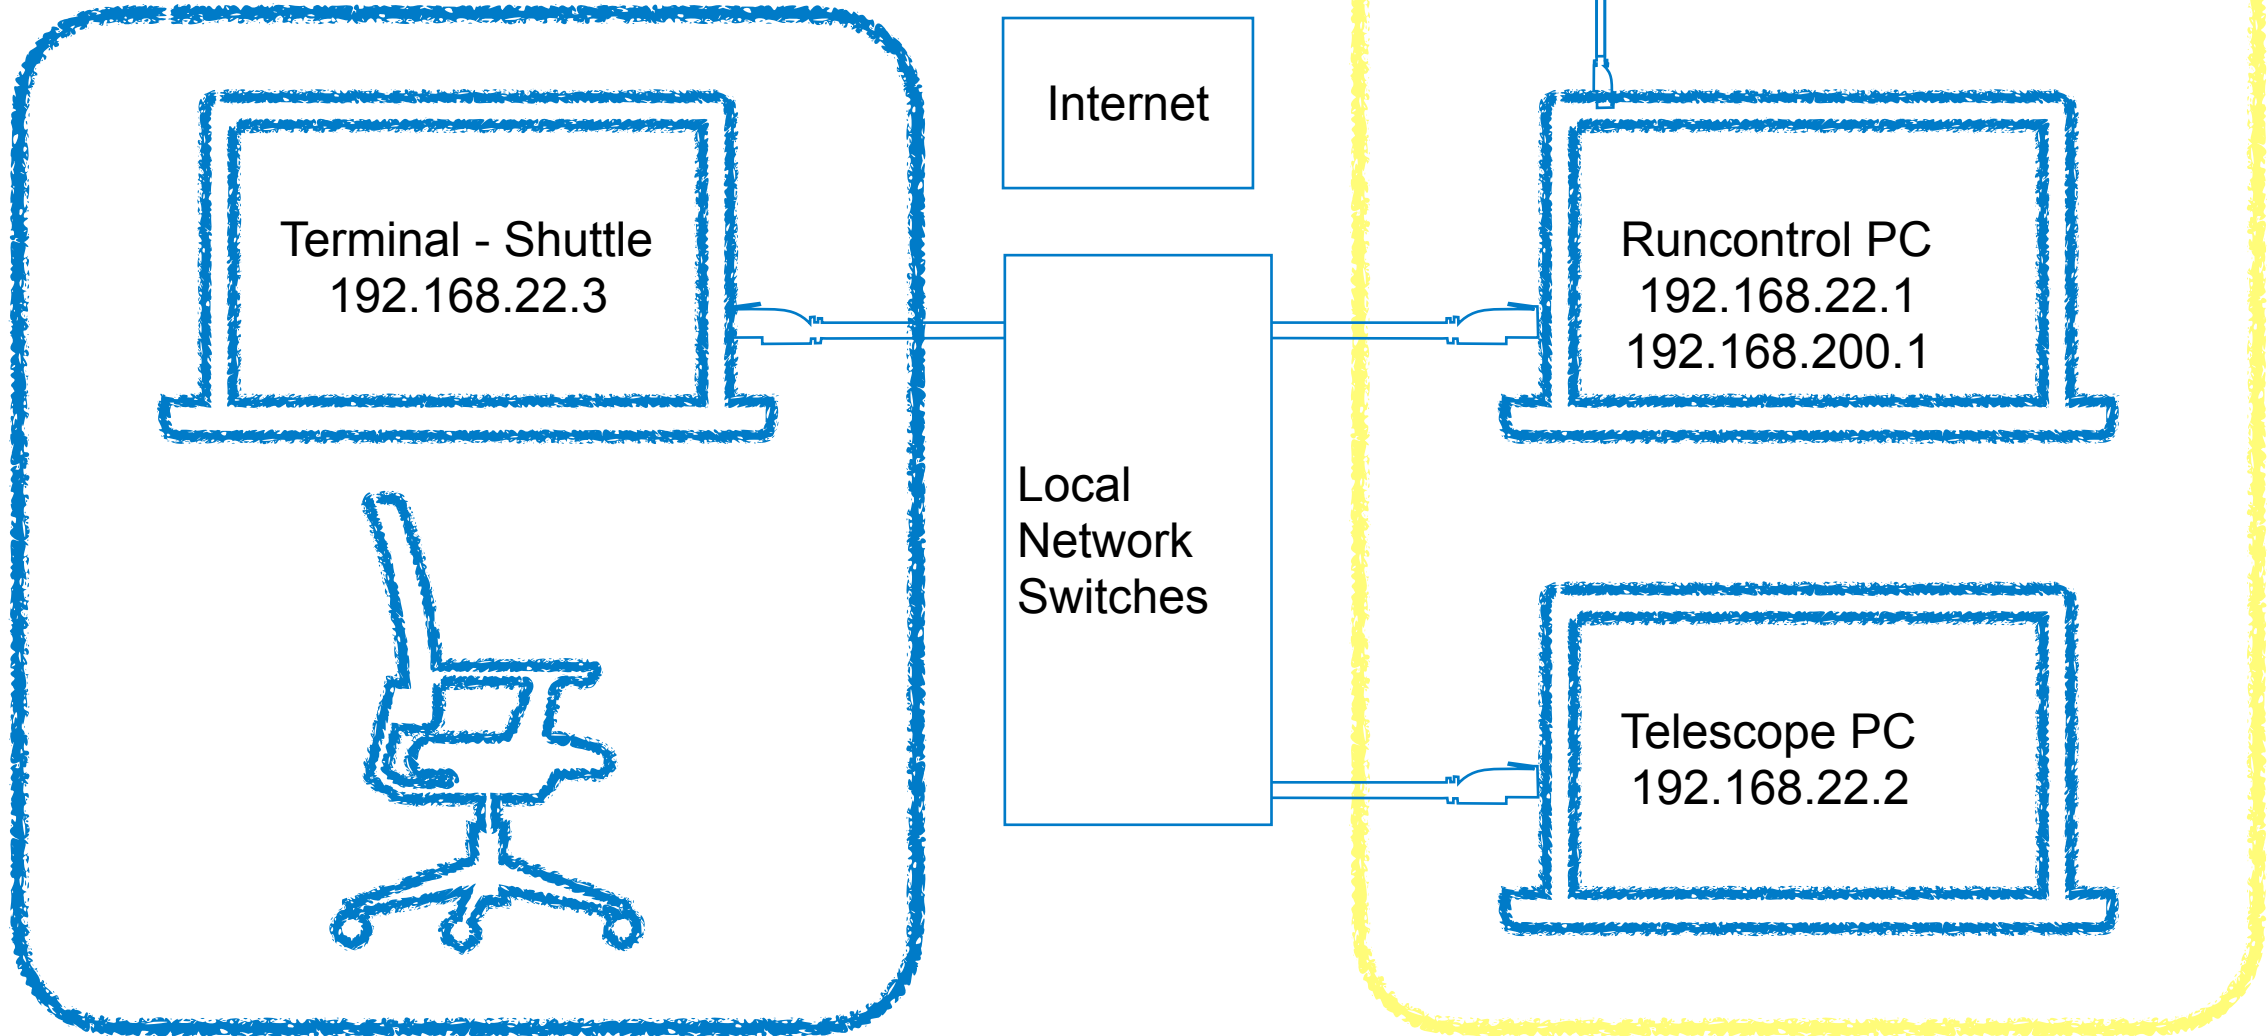 Internet
Terminal - Shuttle
192.168.22.3
Runcontrol PC
192.168.22.1
192.168.200.1
Local
Network
Switches
Telescope PC
192.168.22.2